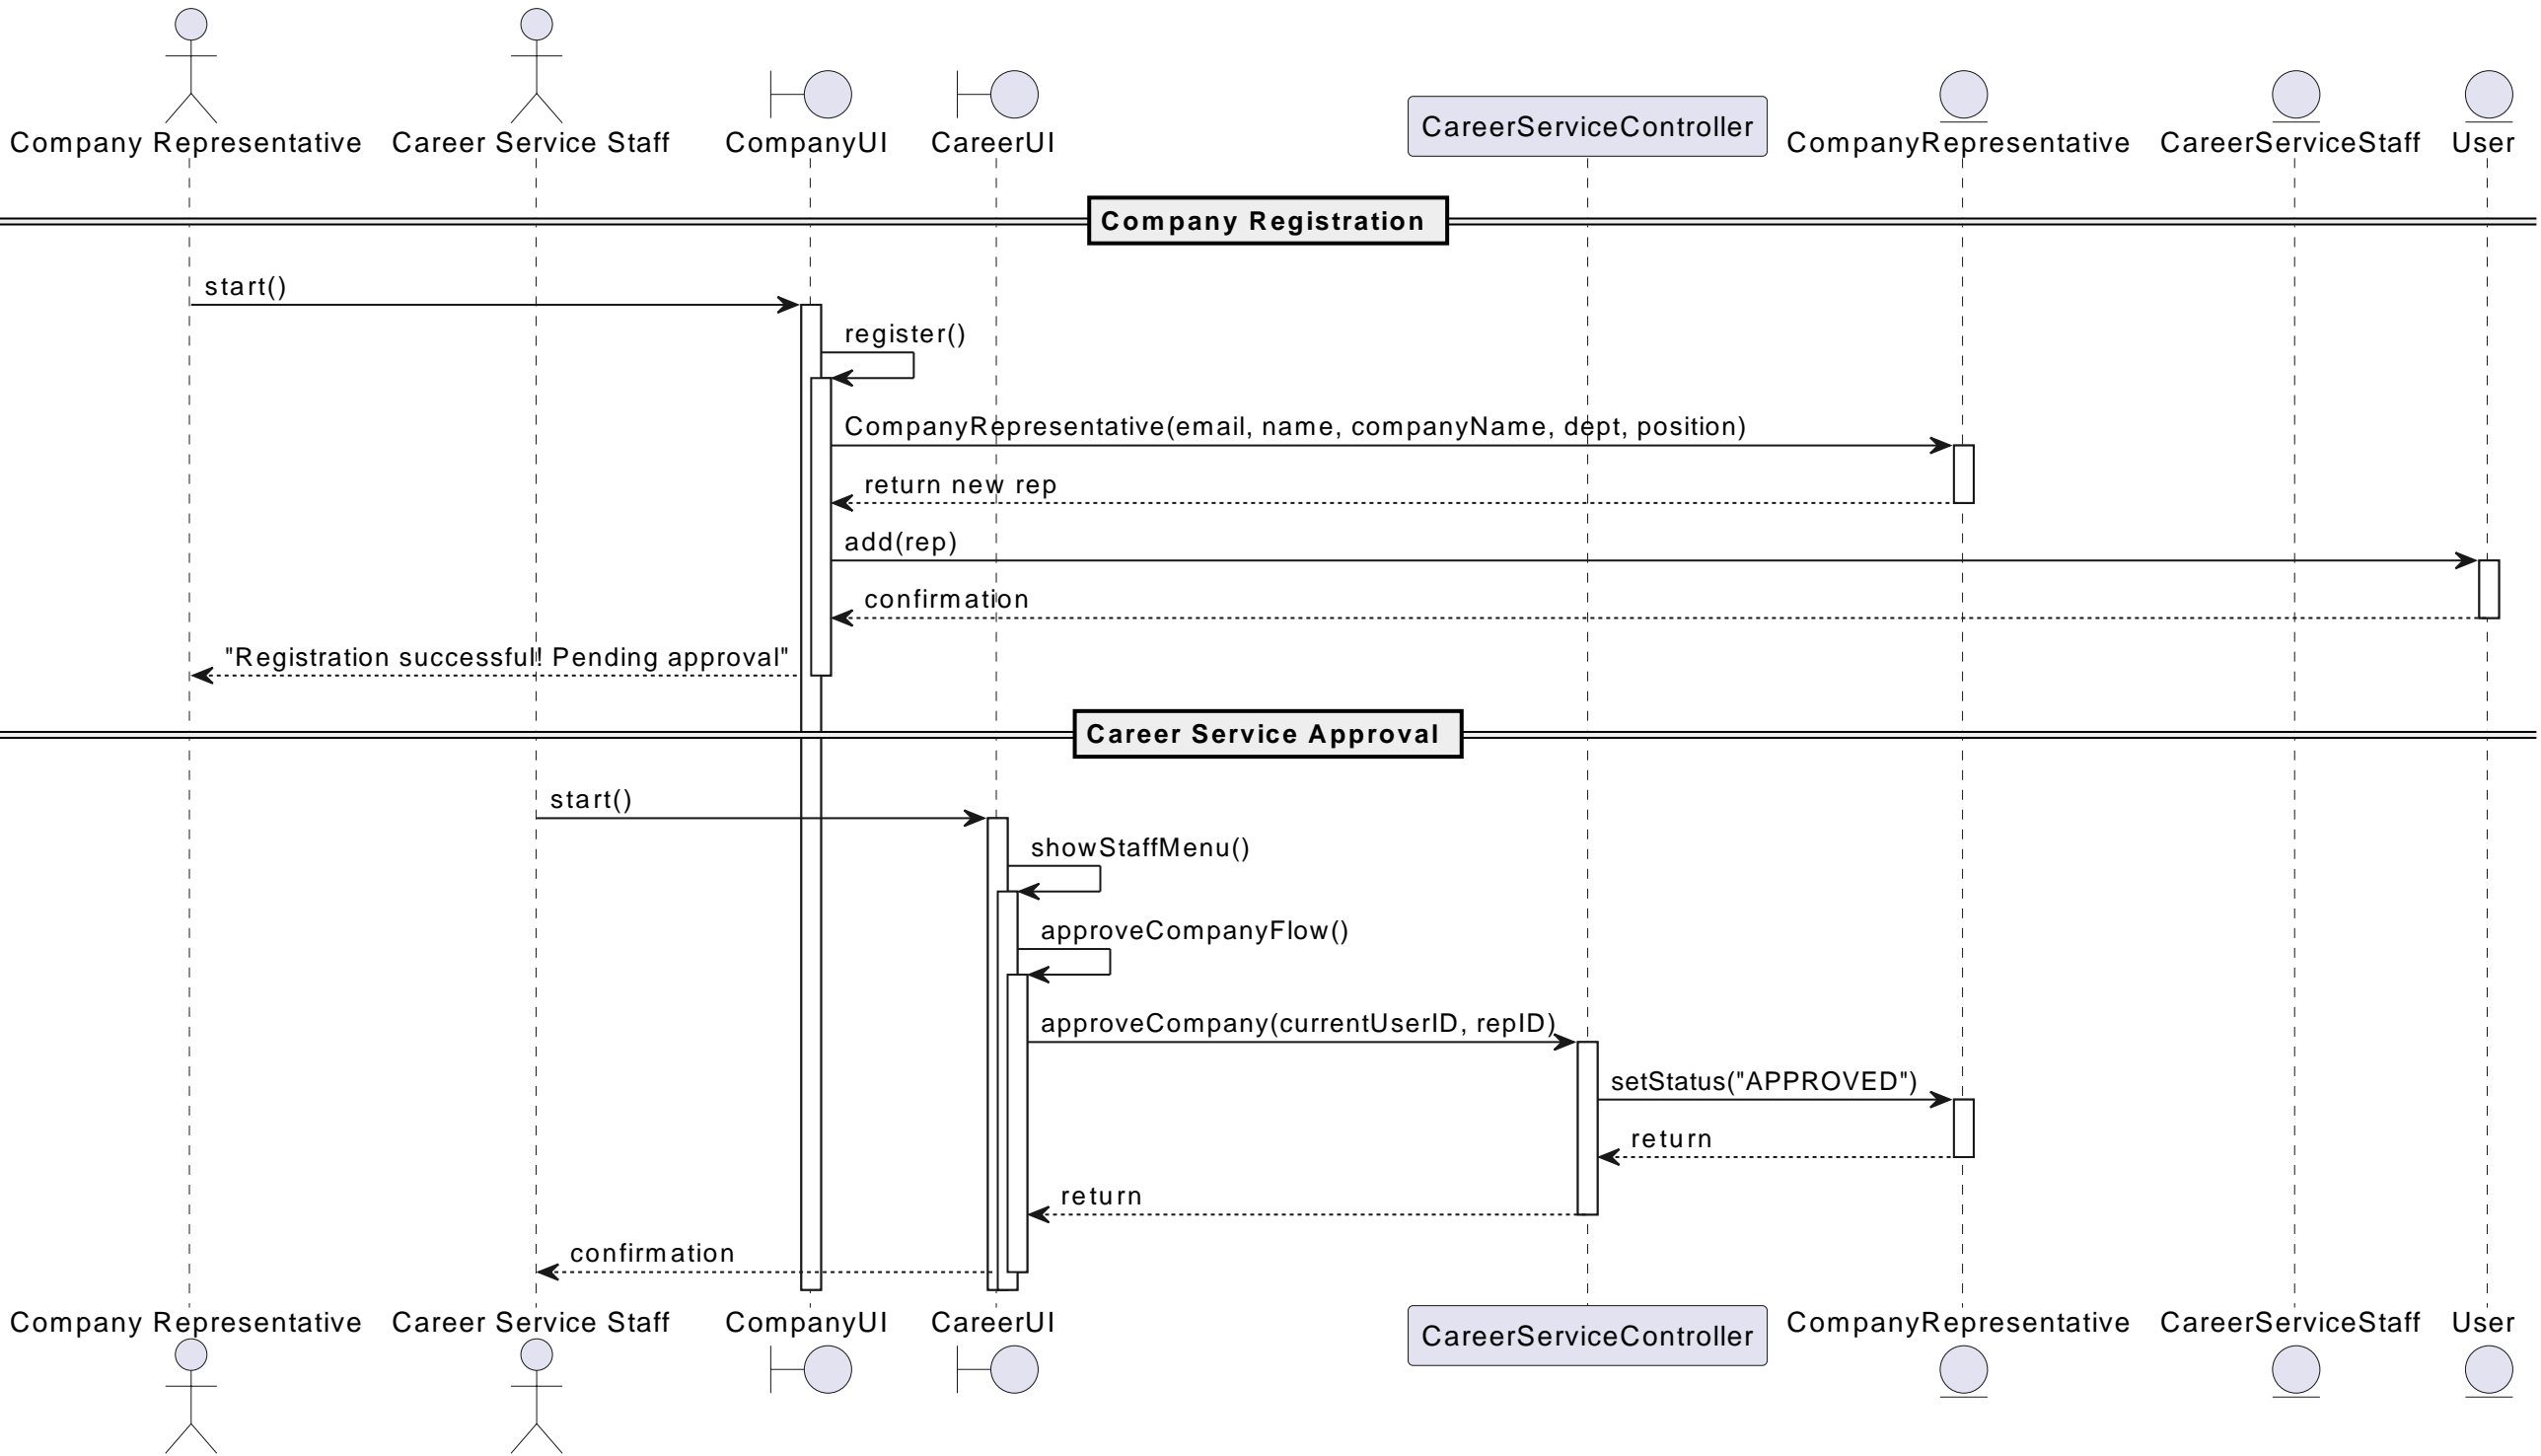 Company Representative
Career Service Staff
CompanyUI
CareerUI
CareerServiceController
CompanyRepresentative
CareerServiceStaff
User
Company Registration
start()
register()
CompanyRepresentative(email, name, companyName, dept, position)
return new rep
add(rep)
confirmation
"Registration successful! Pending approval"
Career Service Approval
start()
showStaffMenu()
approveCompanyFlow()
approveCompany(currentUserID, repID)
setStatus("APPROVED")
return
return
confirmation
Company Representative
Career Service Staff
CompanyUI
CareerUI
CareerServiceController
CompanyRepresentative
CareerServiceStaff
User